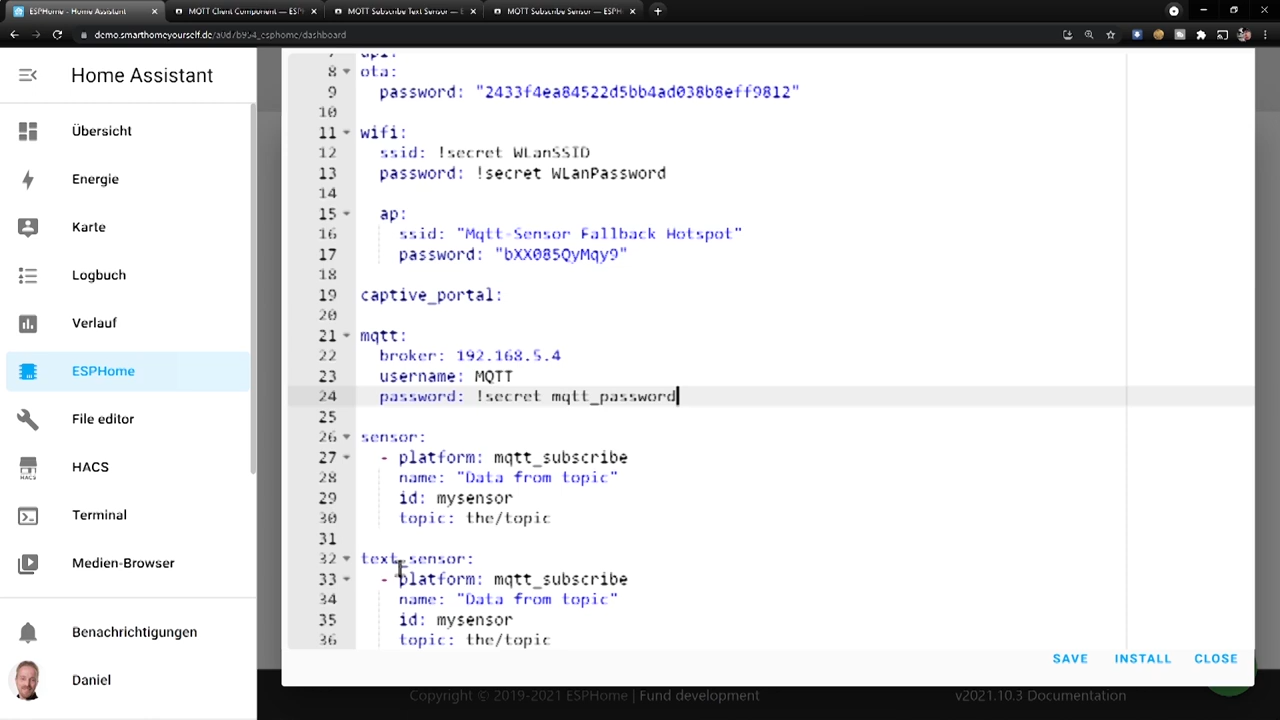 ESPHome - Home Assistant
MQTT Client Component — ESPH
MQTT Subscribe Text Sensor — E
MQTT Subscribe Sensor — ESPH
demo.smarthomeyourself.de/a0d7b954_esphome/dashboard
Home Assistant
Übersicht
Energie
Karte
Logbuch
Verlauf
ESPHome
File editor
HACS
Terminal
Medien-Browser
Benachrichtigungen
Daniel
7 api:
8 ota:
9 password: "2433f4ea84522d5bb4ad038b8eff9812"
10
11 wifi:
12 ssid: !secret WLanSSID
13 password: !secret WLanPassword
14
15 ap:
16 ssid: "Mqtt-Sensor Fallback Hotspot"
17 password: "bXX085QyMqy9"
18
19 captive_portal:
20
21 mqtt:
22 broker: 192.168.5.4
23 username: MQTT
24 password: !secret mqtt_password
25
26 sensor:
27 - platform: mqtt_subscribe
28 name: "Data from topic"
29 id: mysensor
30 topic: the/topic
31
32 text_sensor:
33 - platform: mqtt_subscribe
34 name: "Data from topic"
35 id: mysensor
36 topic: the/topic
SAVE INSTALL CLOSE
Copyright © 2019-2021 ESPHome | Fund development
v2021.10.3 Documentation